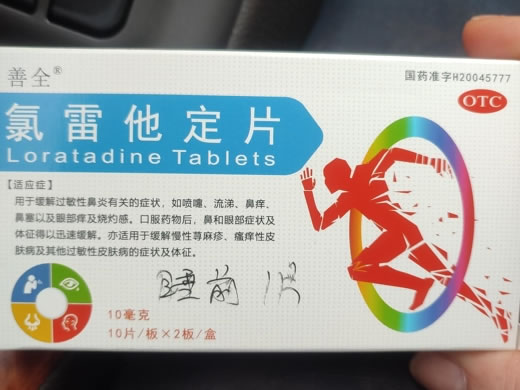 善全®
国药准字H20045777
OTC
氯雷他定片
Loratadine Tablets
【适应症】
用于缓解过敏性鼻炎有关的症状，如喷嚏、流涕、鼻痒、
鼻塞以及眼部痒及烧灼感。口服药物后，鼻和眼部症状及
体征得以迅速缓解。亦适用于缓解慢性荨麻疹、瘙痒性皮
肤病及其他过敏性皮肤病的症状及体征。
睡前 1次
10毫克
10片/板×2板/盒